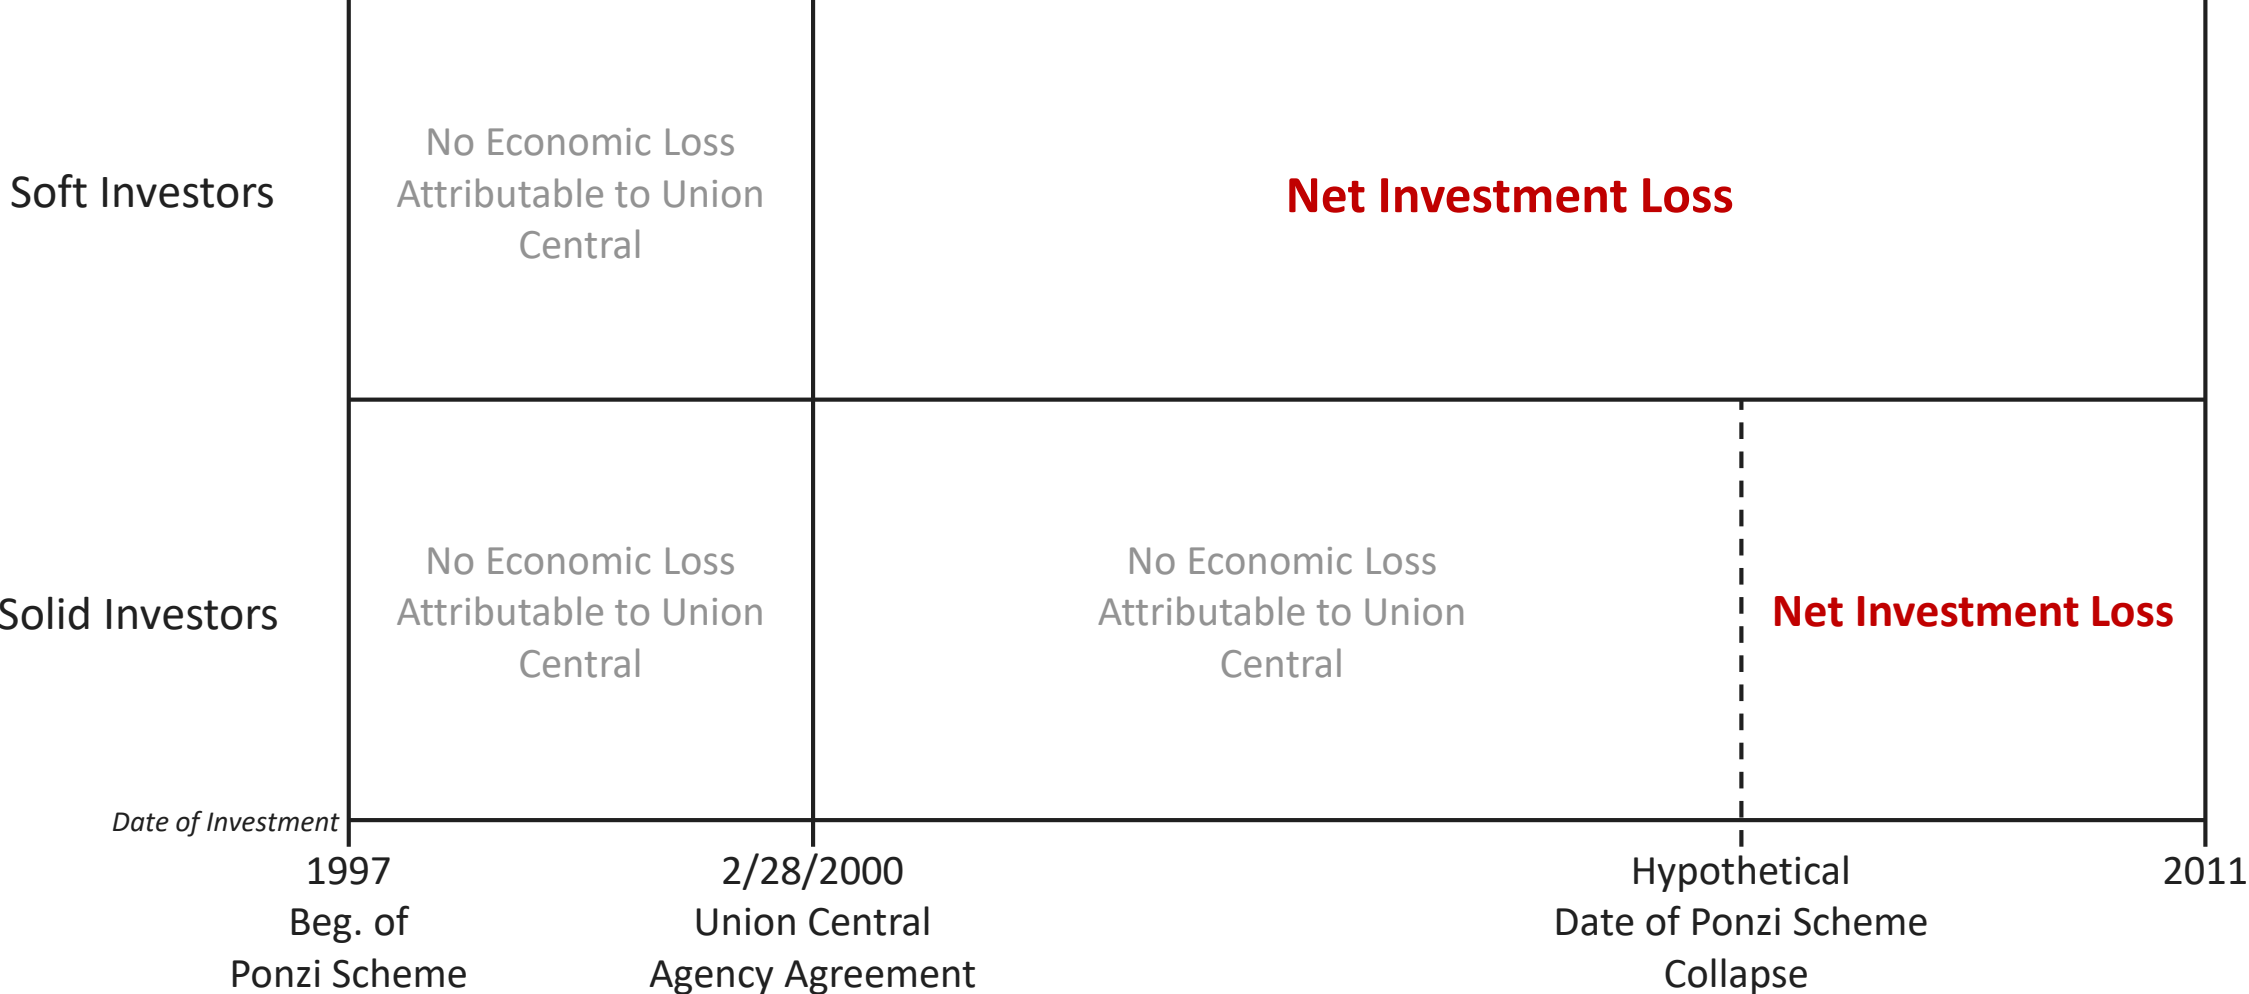 Soft Investors
No Economic Loss
Attributable to Union
Central
Net Investment Loss
Solid Investors
No Economic Loss
Attributable to Union
Central
No Economic Loss
Attributable to Union
Central
Net Investment Loss
Date of Investment
1997
Beg. of
Ponzi Scheme
2/28/2000
Union Central
Agency Agreement
Hypothetical
Date of Ponzi Scheme
Collapse
2011